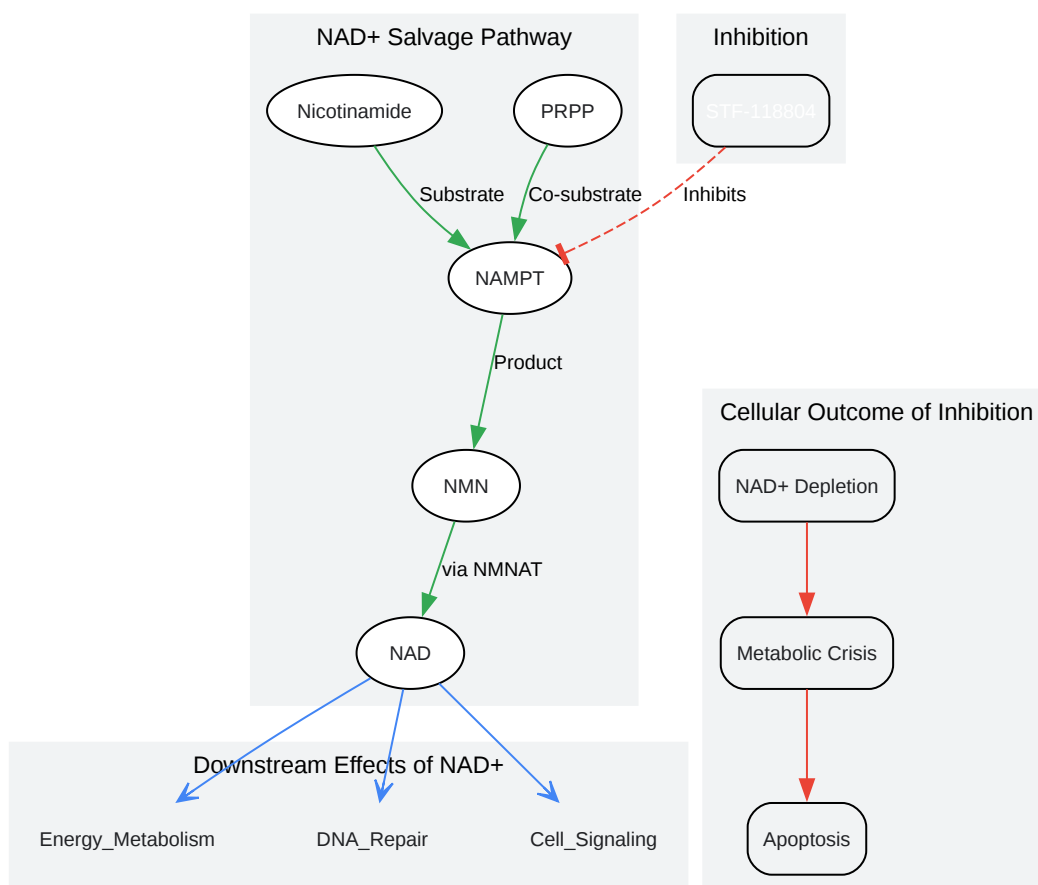 NAD+ Salvage Pathway
Inhibition
Nicotinamide
PRPP
STF-118804
Substrate
Co-substrate
Inhibits
NAMPT
Product
Cellular Outcome of Inhibition
NMN
NAD+ Depletion
via NMNAT
NAD
Metabolic Crisis
Downstream Effects of NAD+
Energy_Metabolism
DNA_Repair
Cell_Signaling
Apoptosis